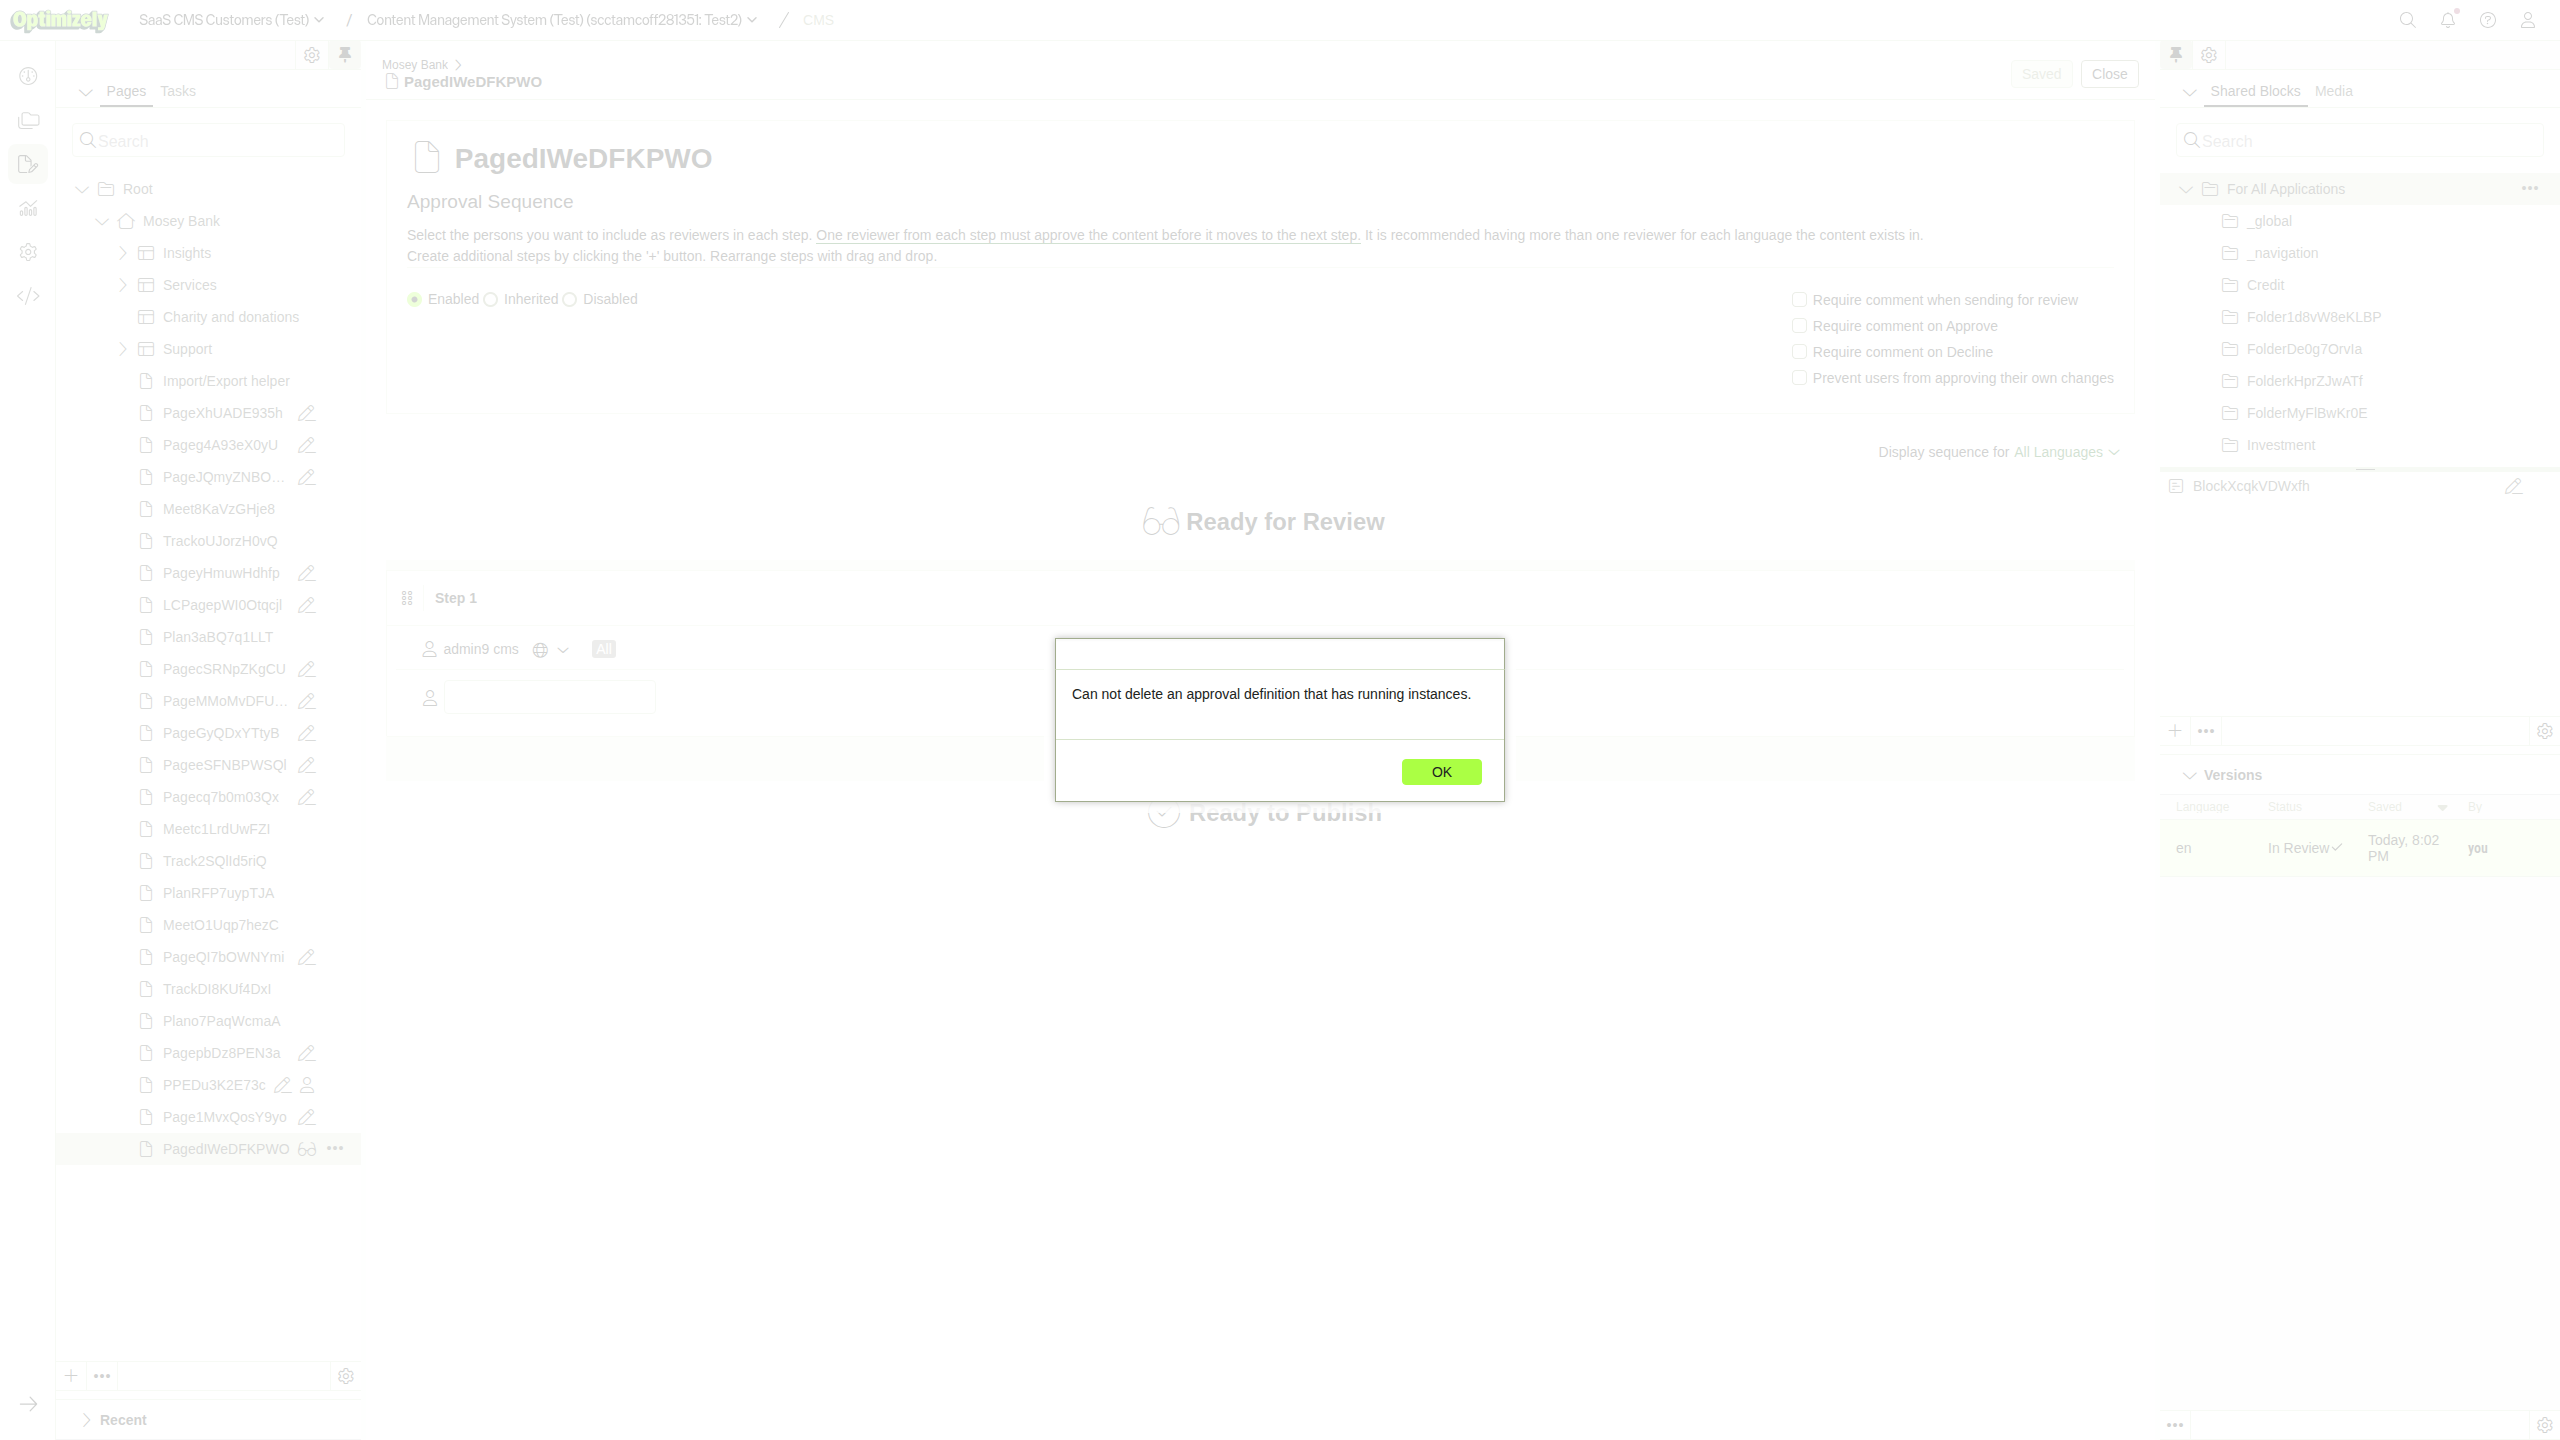 Optimizely
SaaS CMS Customers (Test) / Content Management System (Test) (scctamcoff281351: Test2) / CMS
Pages Tasks
Search
Root
Mosey Bank
Insights
Services
Charity and donations
Support
Import/Export helper
PageXhUADE935h
Pageg4A93eX0yU
PageJQmyZNBO...
Meet8KaVzGHje8
TrackoUJorzH0vQ
PageyHmuwHdhfp
LCPagepWI0Otqcjl
Plan3aBQ7q1LLT
PagecSRNpZKgCU
PageMMoMvDFU...
PageGyQDxYTtyB
PageeSFNBPWSQl
Pagecq7b0m03Qx
Meetc1LrdUwFZI
Track2SQlId5riQ
PlanRFP7uypTJA
MeetO1Uqp7hezC
PageQI7bOWNYmi
TrackDI8KUf4DxI
Plano7PaqWcmaA
PagepbDz8PEN3a
PPEDu3K2E73c
Page1MvxQosY9yo
PagedIWeDFKPWO
Recent
Mosey Bank
PagedIWeDFKPWO
Saved Close
PagedIWeDFKPWO
Approval Sequence
Select the persons you want to include as reviewers in each step. One reviewer from each step must approve the content before it moves to the next step. It is recommended having more than one reviewer for each language the content exists in.
Create additional steps by clicking the '+' button. Rearrange steps with drag and drop.
Enabled Inherited Disabled
Require comment when sending for review
Require comment on Approve
Require comment on Decline
Prevent users from approving their own changes
Display sequence for All Languages
Ready for Review
Step 1
admin9 cms All
Can not delete an approval definition that has running instances.
OK
Ready to Publish
Shared Blocks Media
Search
For All Applications
_global
_navigation
Credit
Folder1d8vW8eKLBP
FolderDe0g7OrvIa
FolderkHprZJwATf
FolderMyFlBwKr0E
Investment
BlockXcqkVDWxfh
Versions
Language Status Saved By
en In Review Today, 8:02 PM you